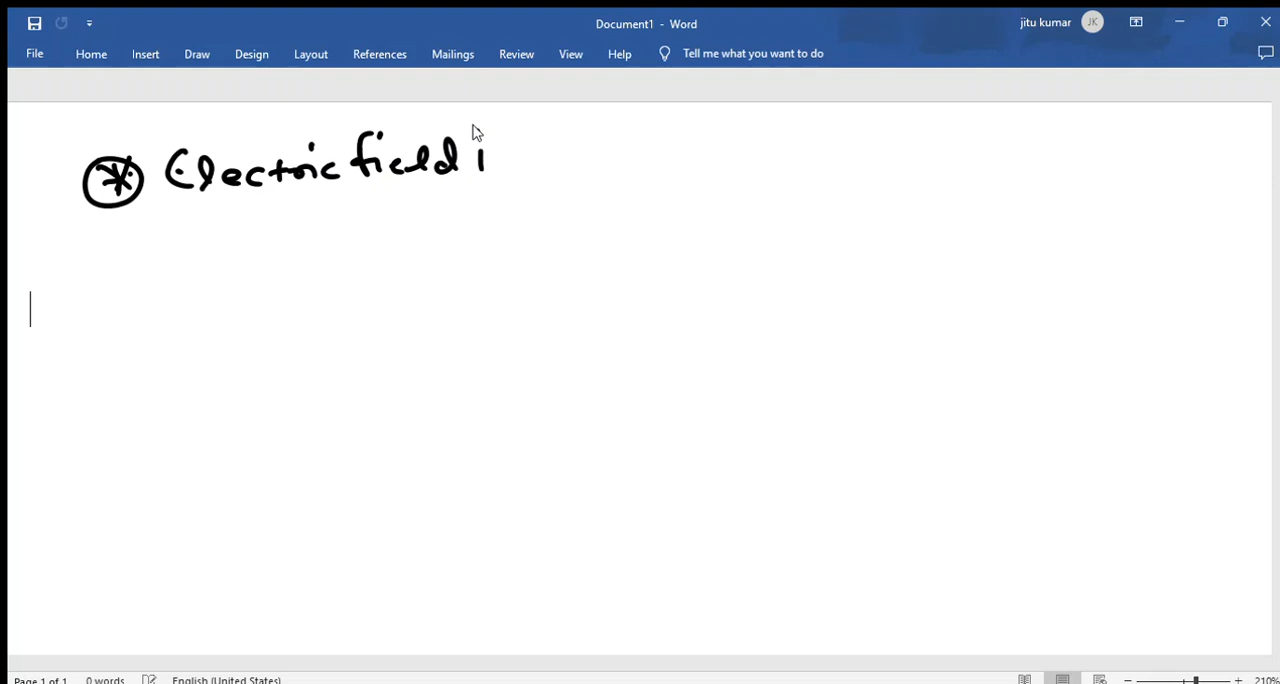 Document1 - Word
jitu kumar JK
File Home Insert Draw Design Layout References Mailings Review View Help Tell me what you want to do
Electric field i
Page 1 of 1 0 words English (United States) 210%